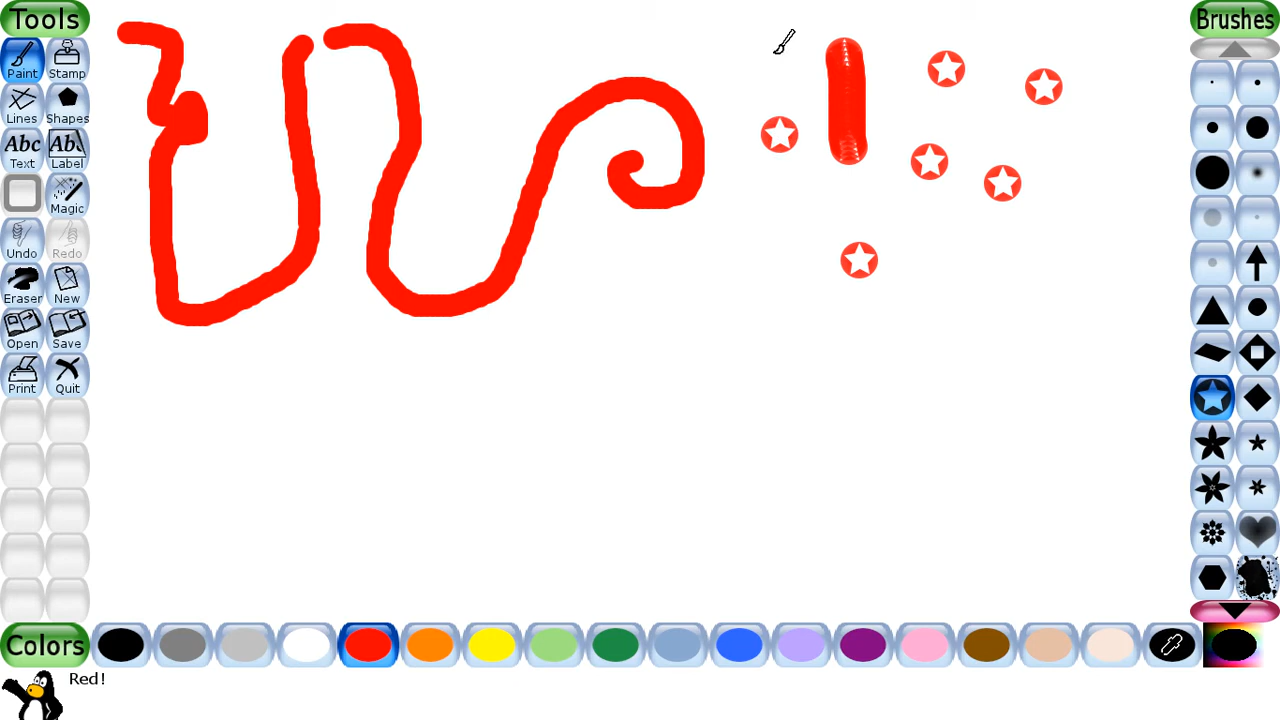 Tools
Brushes
Paint
Stamp
Lines
Shapes
Abc
Text
Abc
Label
Magic
Undo
Redo
Eraser
New
Open
Save
Print
Quit
Colors
Red!